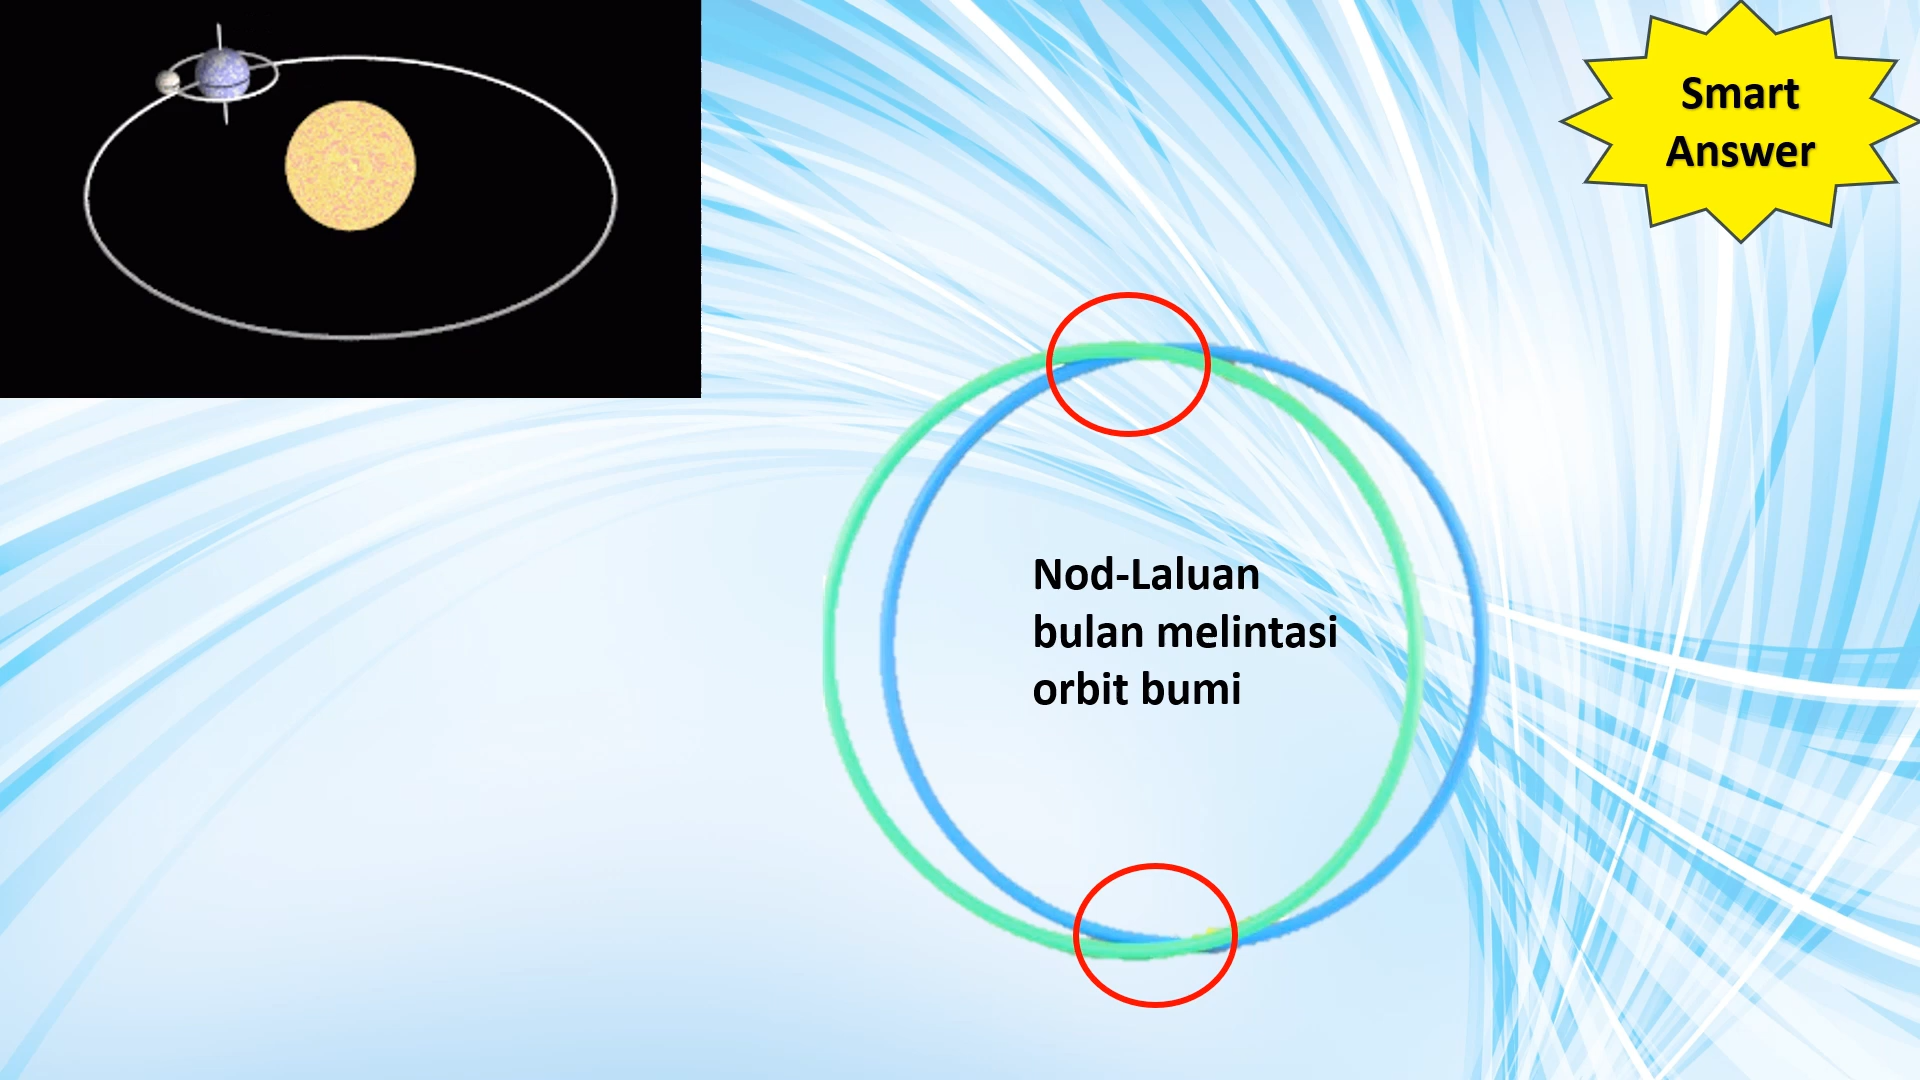 Smart
Answer
Nod-Laluan
bulan melintasi
orbit bumi